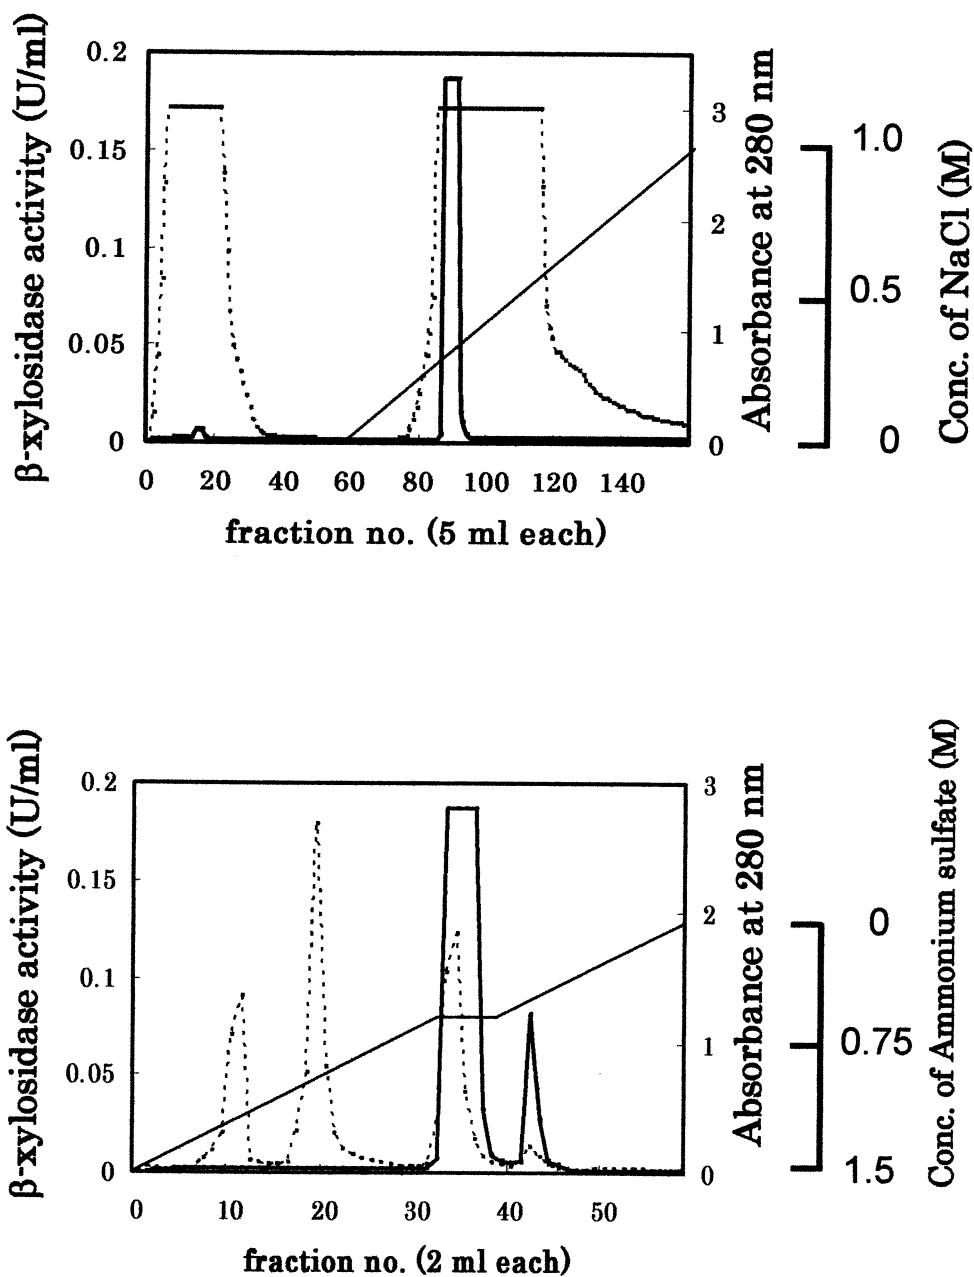 β-xylosidase activity (U/ml)
0.2
0.15
0.1
0.05
0
3
2
1
0
Absorbance at 280 nm
1.0
0.5
0
Conc. of NaCl (M)
0 20 40 60 80 100 120 140
fraction no. (5 ml each)
β-xylosidase activity (U/ml)
0.2
0.15
0.1
0.05
0
3
2
1
0
Absorbance at 280 nm
0
0.75
1.5
Conc. of Ammonium sulfate (M)
0 10 20 30 40 50
fraction no. (2 ml each)